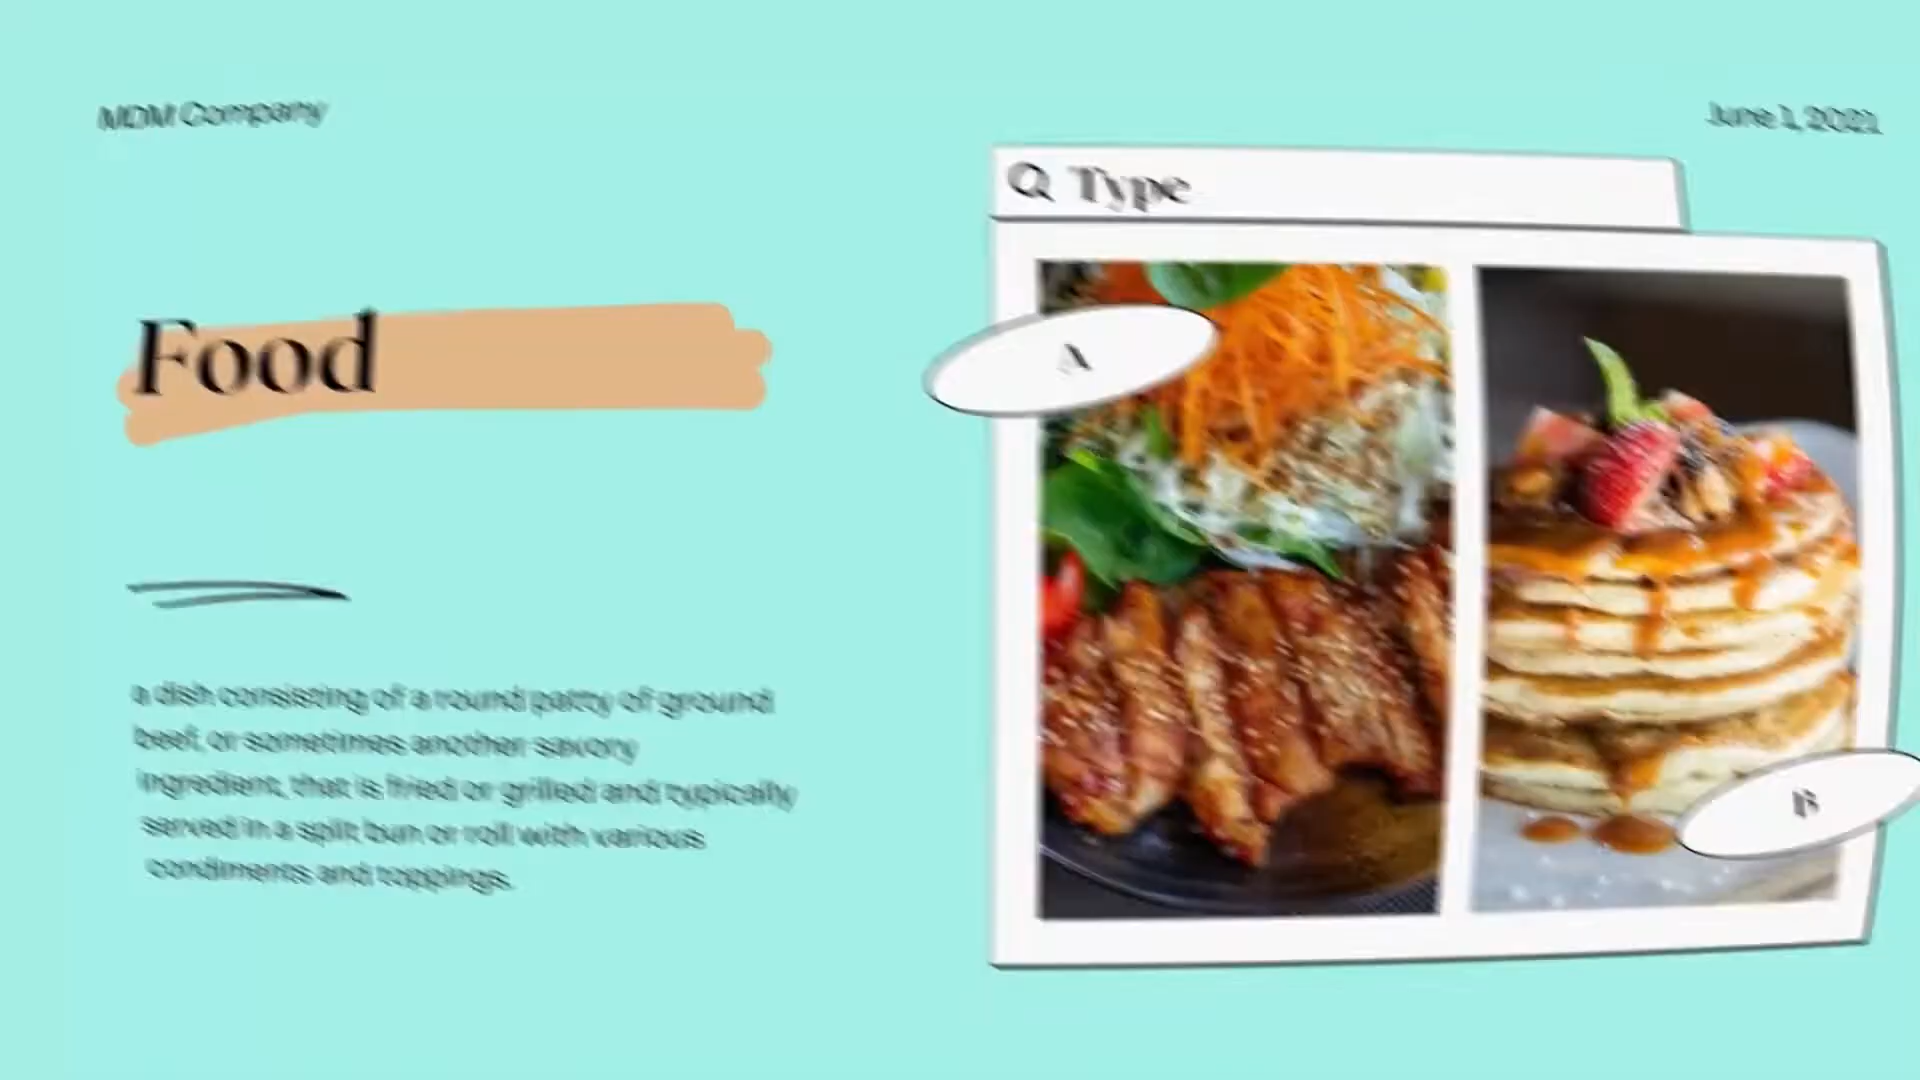 MDM Company
June 1, 2021
Type
A
Food
B
a dish consisting of a round patty of ground
beef, or sometimes another savory
ingredient, that is fried or grilled and typically
served in a split bun or roll with various
condiments and toppings.